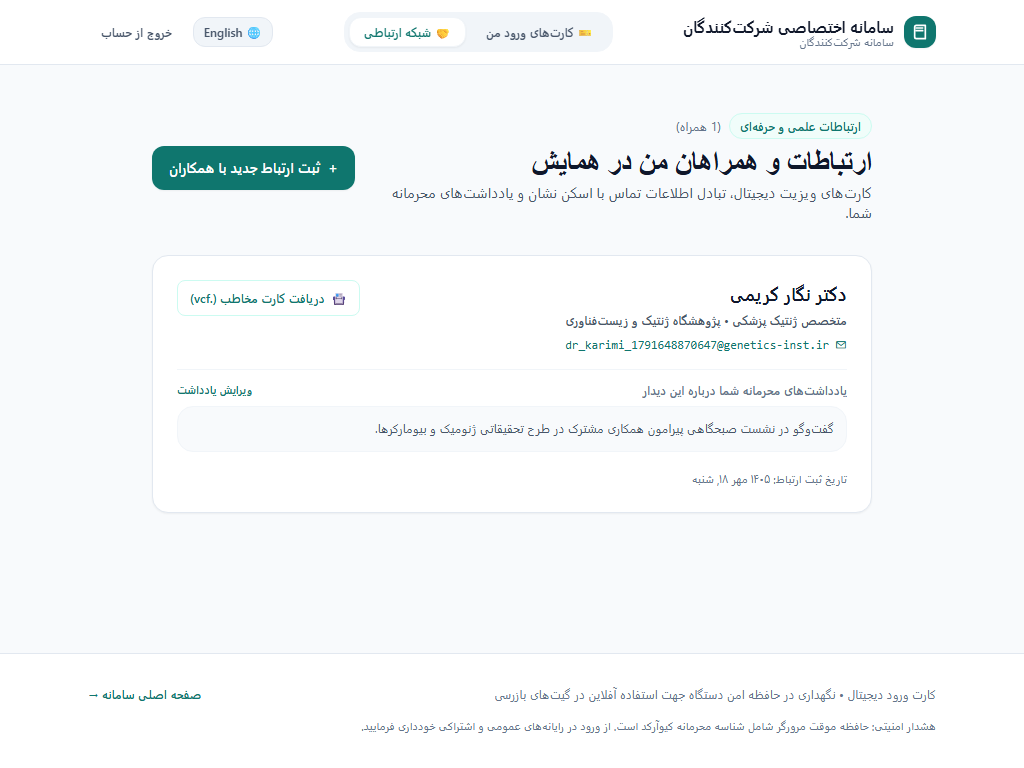 سامانه اختصاصی شرکت‌کنندگان
سامانه شرکت‌کنندگان
کارت‌های ورود من
شبکه ارتباطی
English
خروج از حساب
ارتباطات علمی و حرفه‌ای
(1 همراه)
ارتباطات و همراهان من در همایش
کارت‌های ویزیت دیجیتال، تبادل اطلاعات تماس با اسکن نشان و یادداشت‌های محرمانه
شما.
+ ثبت ارتباط جدید با همکاران
دکتر نگار کریمی
متخصص ژنتیک پزشکی • پژوهشگاه ژنتیک و زیست‌فناوری
dr_karimi_1791648870647@genetics-inst.ir
دریافت کارت مخاطب (.vcf)
یادداشت‌های محرمانه شما درباره این دیدار
ویرایش یادداشت
گفت‌وگو در نشست صبحگاهی پیرامون همکاری مشترک در طرح تحقیقاتی ژنومیک و بیومارکرها.
تاریخ ثبت ارتباط: ۱۴۰۵ مهر ۱۸, شنبه
کارت ورود دیجیتال • نگهداری در حافظه امن دستگاه جهت استفاده آفلاین در گیت‌های بازرسی
صفحه اصلی سامانه →
هشدار امنیتی: حافظه موقت مرورگر شامل شناسه محرمانه کیوآرکد است. از ورود در رایانه‌های عمومی و اشتراکی خودداری فرمایید.